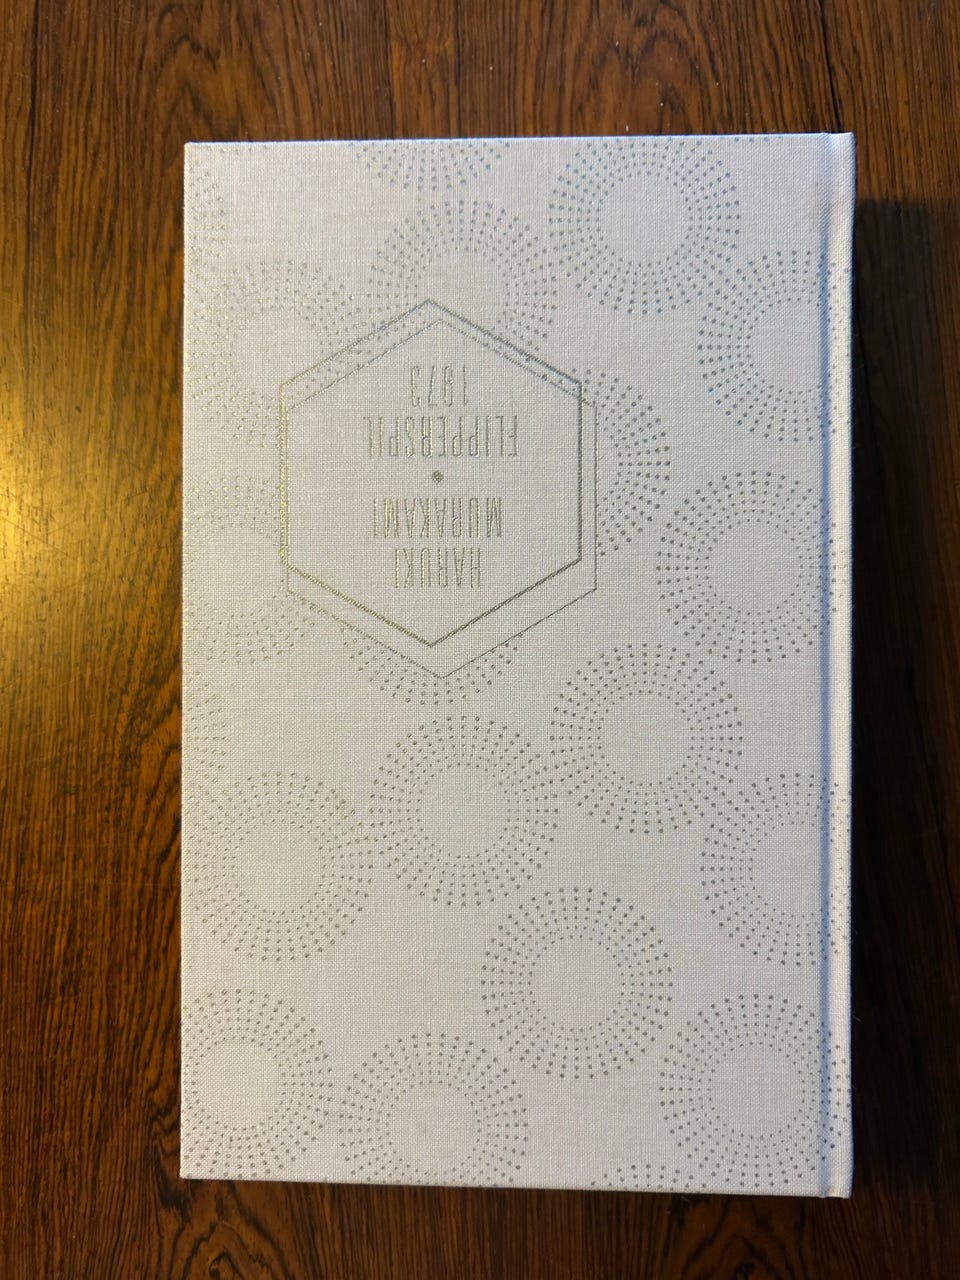 HARUKI
MURAKAMI
•
FLIPPERSPIL
1973